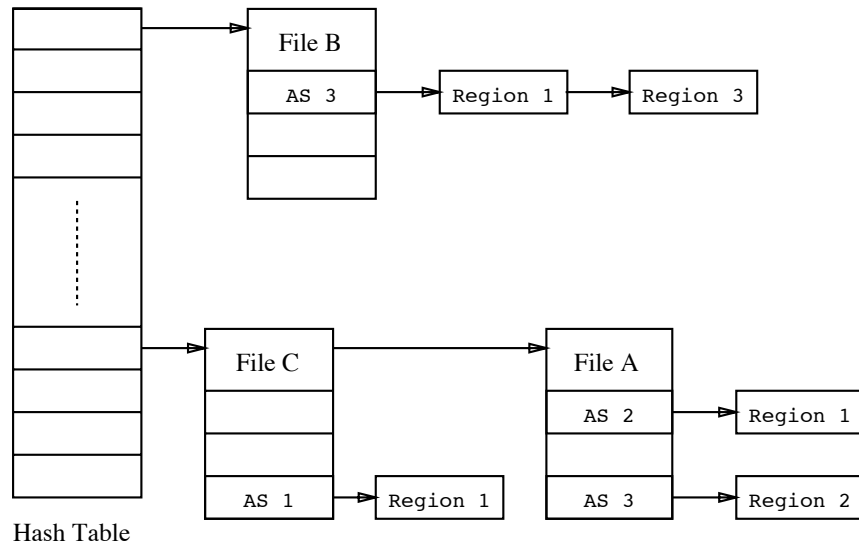 File B
AS 3
Region 1
Region 3
File C
File A
AS 2
Region 1
AS 1
Region 1
AS 3
Region 2
Hash Table